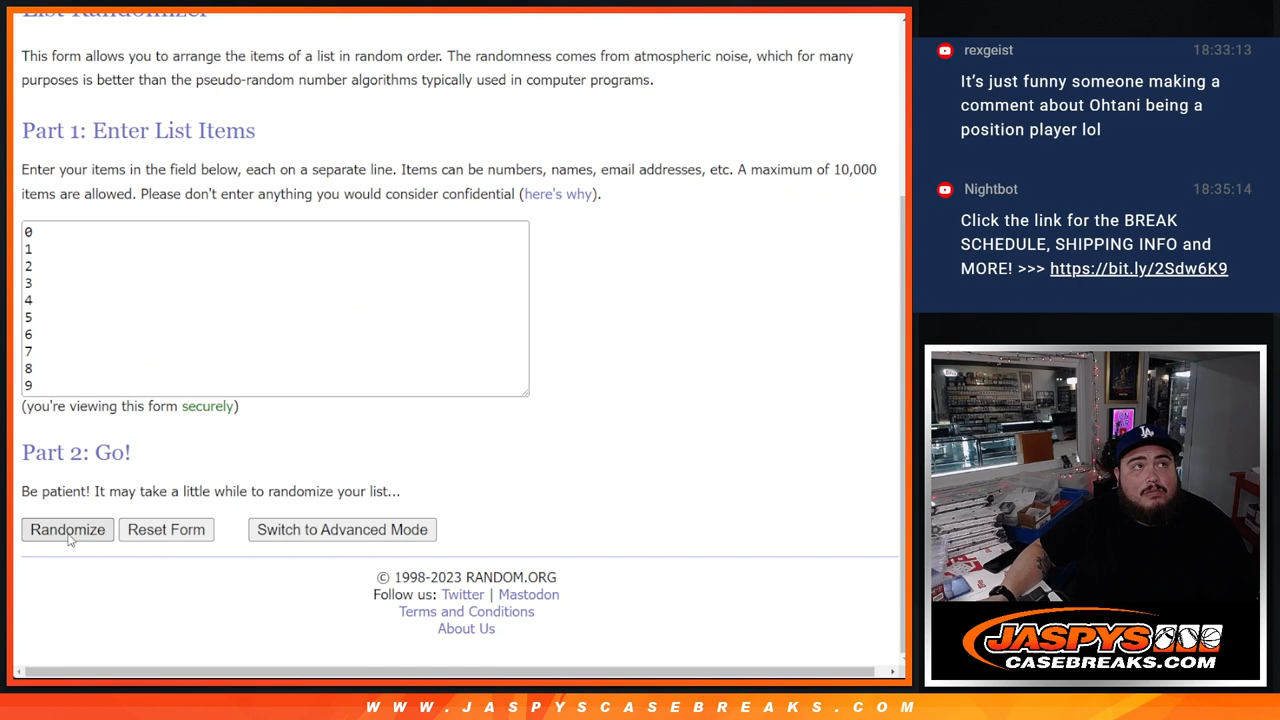 List Randomizer
This form allows you to arrange the items of a list in random order. The randomness comes from atmospheric noise, which for many
purposes is better than the pseudo-random number algorithms typically used in computer programs.
Part 1: Enter List Items
Enter your items in the field below, each on a separate line. Items can be numbers, names, email addresses, etc. A maximum of 10,000
items are allowed. Please don't enter anything you would consider confidential (here's why).
0
1
2
3
4
5
6
7
8
9
(you're viewing this form securely)
Part 2: Go!
Be patient! It may take a little while to randomize your list...
Randomize Reset Form Switch to Advanced Mode
© 1998-2023 RANDOM.ORG
Follow us: Twitter | Mastodon
Terms and Conditions
About Us
rexgeist 18:33:13
It's just funny someone making a
comment about Ohtani being a
position player lol
Nightbot 18:35:14
Click the link for the BREAK
SCHEDULE, SHIPPING INFO and
MORE! >>> https://bit.ly/2Sdw6K9
LA
JASPYS
CASEBREAKS.COM
WWW.JASPYSCASEBREAKS.COM